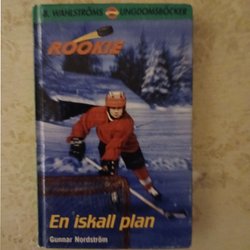 B. WAHLSTRÖMS UNGDOMSBÖCKER
ROOKIE
En iskall plan
Gunnar Nordström